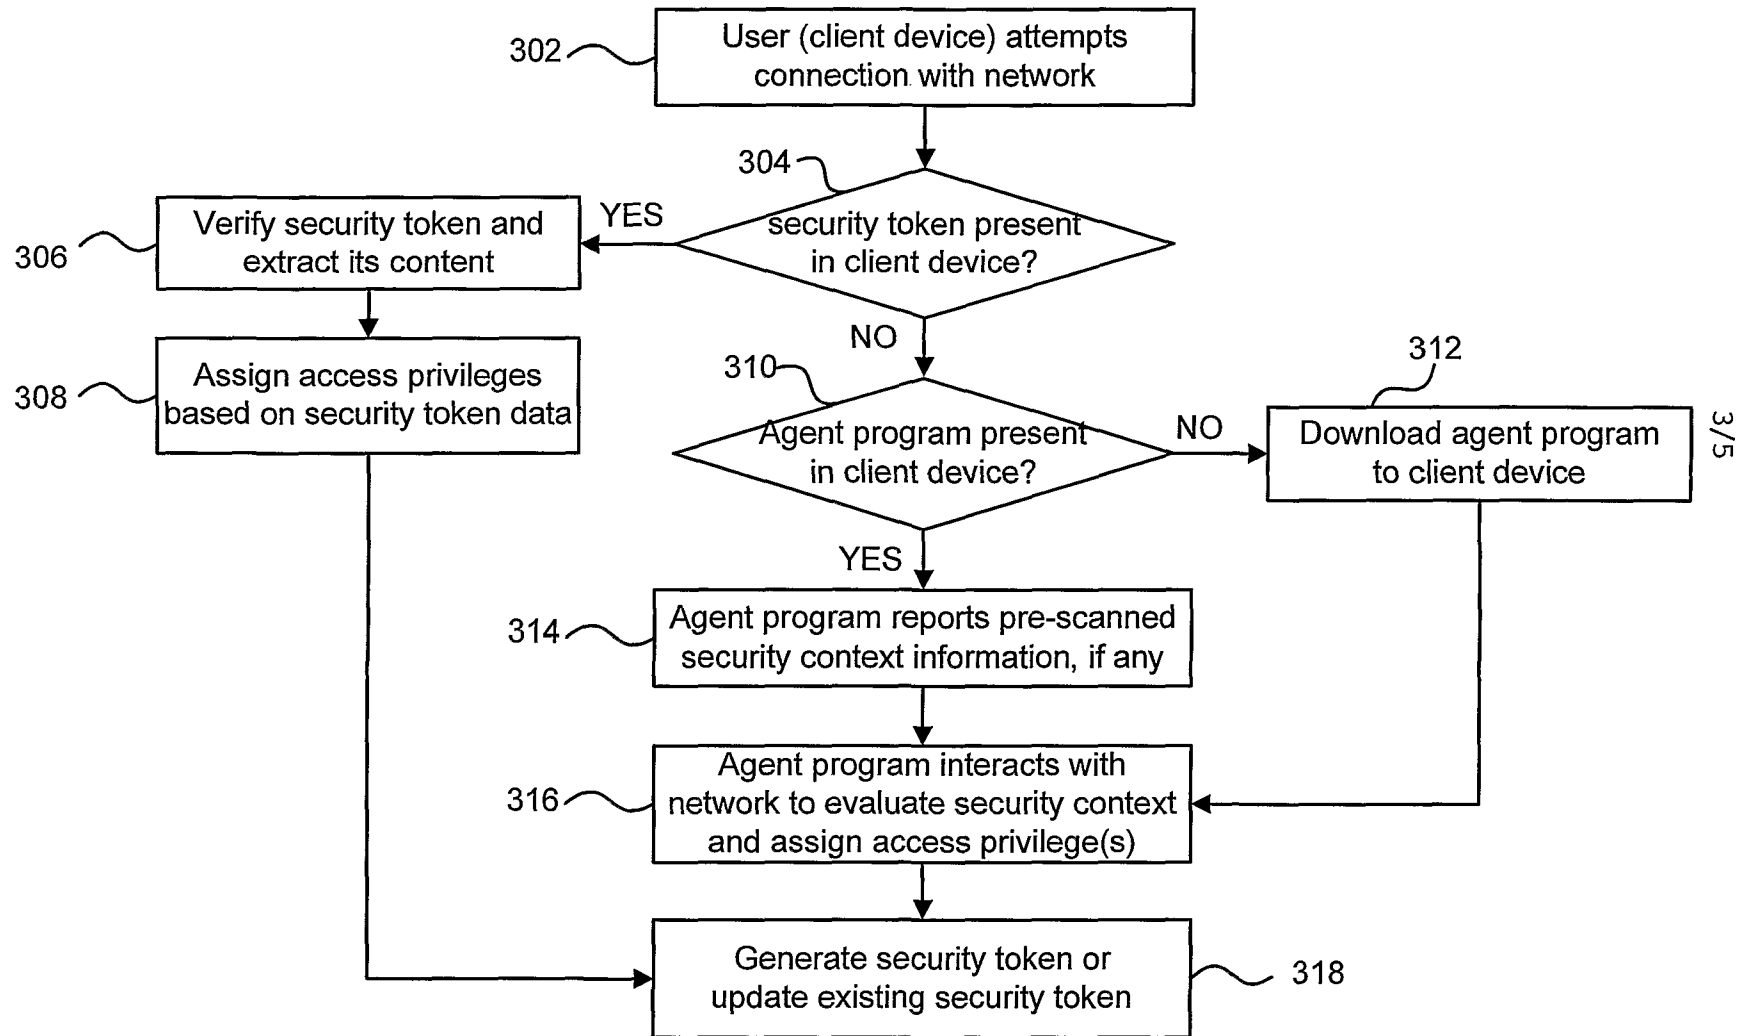 User (client device) attempts
connection with network
302
304
security token present
in client device?
YES
Verify security token and
extract its content
306
NO
Assign access privileges
based on security token data
308
310
Agent program present
in client device?
NO
312
Download agent program
to client device
3/5
YES
Agent program reports pre-scanned
security context information, if any
314
Agent program interacts with
network to evaluate security context
and assign access privilege(s)
316
Generate security token or
update existing security token
318